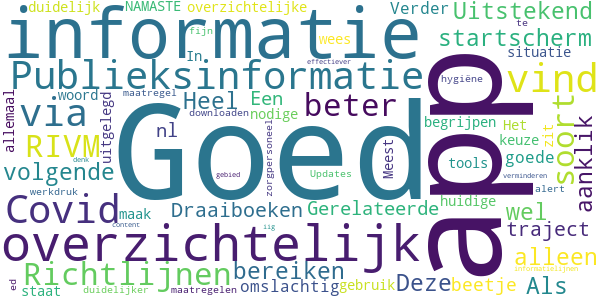 duidelijk NAMASTE overzichtelijke Verder Uitstekend
informatie fijn wees te startscherm
In situatie
Publieksinformatie app hygiëne vind
maatregel Heel Een beter
allemaal via woord uitgelegd nodige
Goed downloaden begrijpen Het soort aanklik
RIVM nl zorgpersoneel Meest keuze zit
volgende effectiever Updates tools goede
denk gebied verminderen
werkdruk huidige alert
Covid maak Draaiboeken Gerelateerde wel traject
content iig
overzichtelijk alleen
Richtlijnen bereiken Deze beetje informatielijnen
ed staat duidelijker maatregelen omslachtig gebruik Als